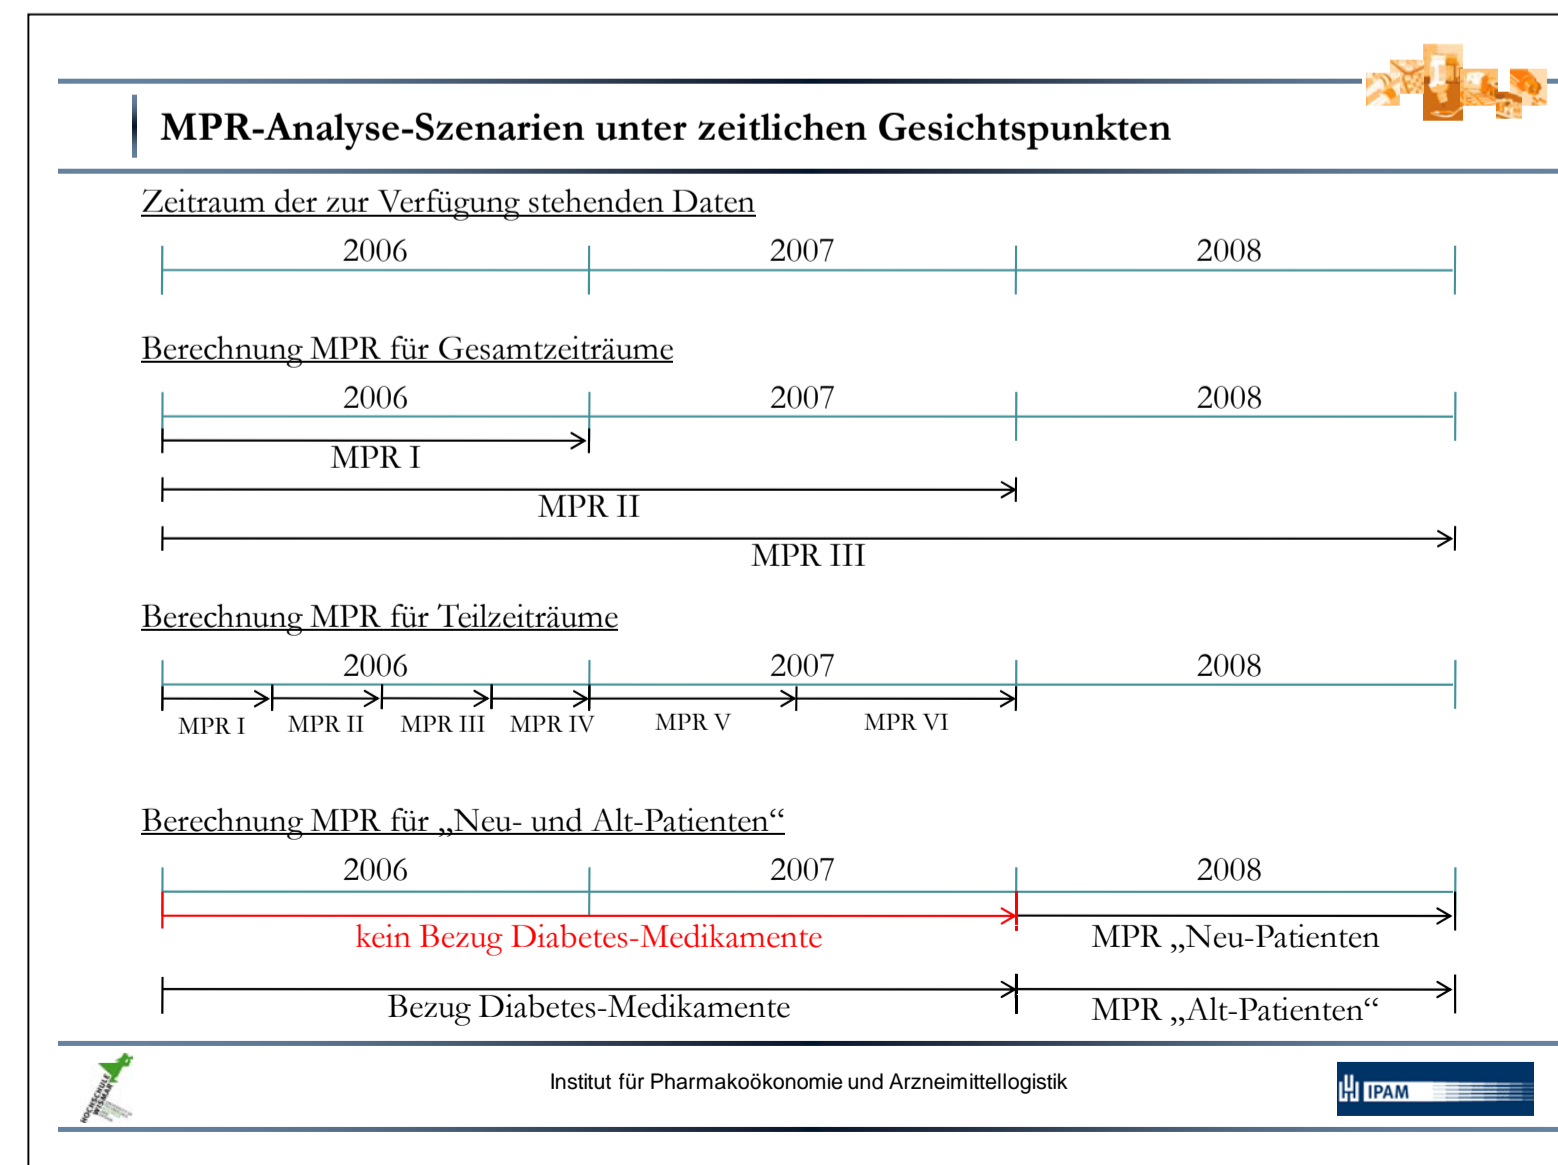 MPR-Analyse-Szenarien unter zeitlichen Gesichtspunkten
Zeitraum der zur Verfügung stehenden Daten
2006 2007 2008
Berechnung MPR für Gesamtzeiträume
2006 2007 2008
MPR I
MPR II
MPR III
Berechnung MPR für Teilzeiträume
2006 2007 2008
MPR I MPR II MPR III MPR IV MPR V MPR VI
Berechnung MPR für „Neu- und Alt-Patienten“
2006 2007 2008
kein Bezug Diabetes-Medikamente MPR „Neu-Patienten
Bezug Diabetes-Medikamente MPR „Alt-Patienten“
HOCHSCHULE
WISMAR
Institut für Pharmakoökonomie und Arzneimittellogistik
IPAM